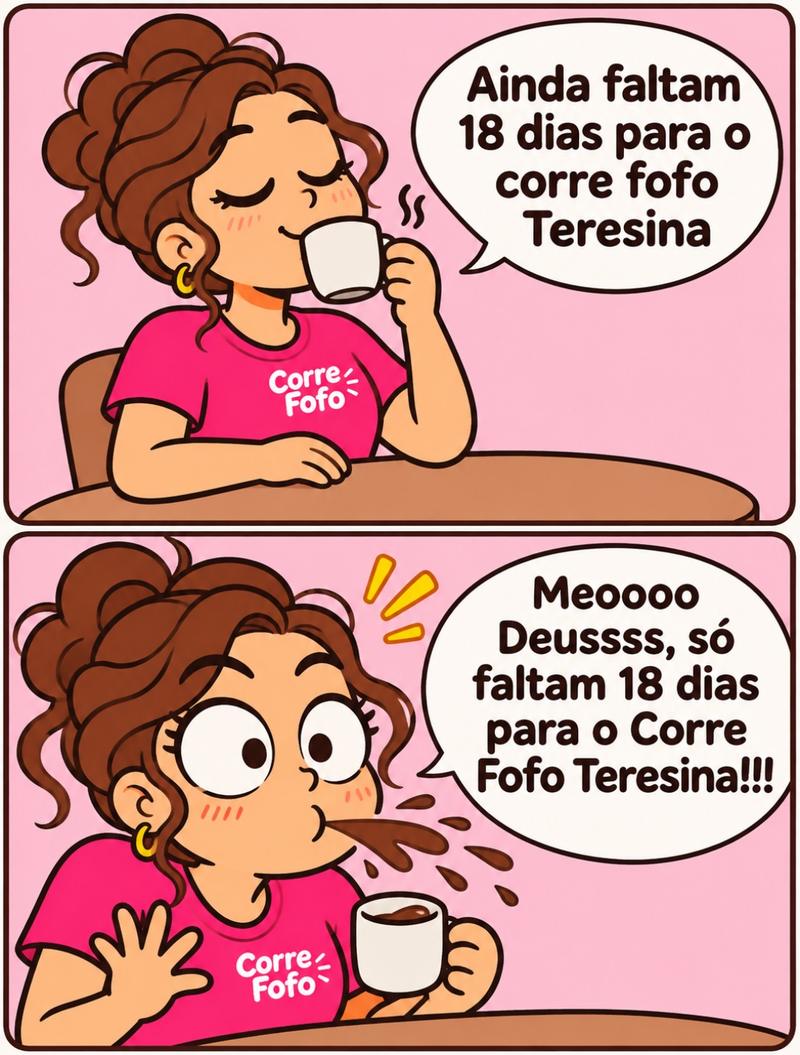 Ainda faltam
18 dias para o
corre fofo
Teresina
Corre
Fofo
Meoooo
Deussss, só
faltam 18 dias
para o Corre
Fofo Teresina!!!
Corre
Fofo